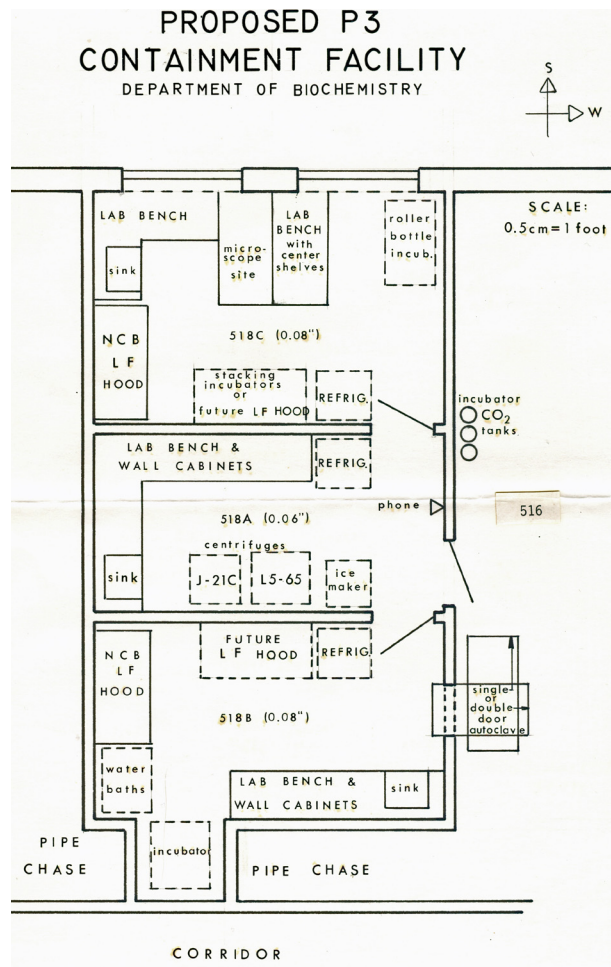 PROPOSED P3
CONTAINMENT FACILITY
DEPARTMENT OF BIOCHEMISTRY
S
W
SCALE:
0.5cm=1 foot
LAB BENCH
sink
micro-
scope
site
LAB
BENCH
with
center
shelves
roller
bottle
incub.
NCB
LF
HOOD
518C (0.08")
stacking
incubators
or
future LF HOOD
REFRIG.
incubator
CO2
tanks
LAB BENCH &
WALL CABINETS
REFRIG.
phone
516
518A (0.06")
centrifuges
sink
J-21C
L5-65
ice
maker
NCB
LF
HOOD
FUTURE
LF HOOD
REFRIG.
518B (0.08")
single
or
double
door
autoclave
water
baths
LAB BENCH &
WALL CABINETS
sink
incubator
PIPE
CHASE
PIPE CHASE
CORRIDOR